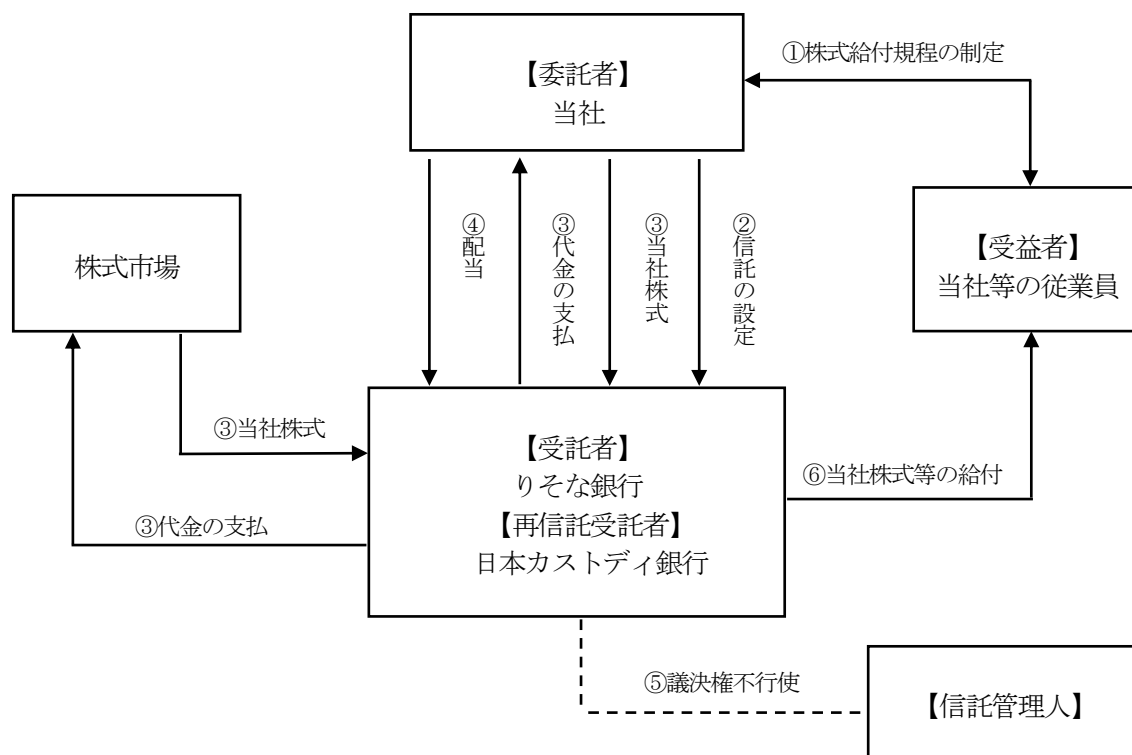 【委託者】
当社
①株式給付規程の制定
株式市場
④配当
③代金の支払
③当社株式
②信託の設定
【受益者】
当社等の従業員
③当社株式
【受託者】
りそな銀行
【再信託受託者】
日本カストディ銀行
⑥当社株式等の給付
③代金の支払
⑤議決権不行使
【信託管理人】